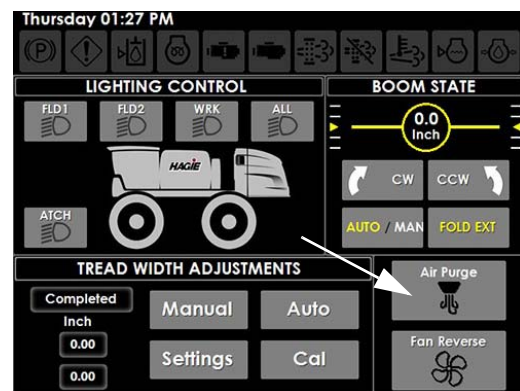 Thursday 01:27 PM
LIGHTING CONTROL
FLD1 FLD2 WRK ALL
HAGIE
ATCH
BOOM STATE
0.0
Inch
CW CCW
AUTO / MAN FOLD EXT
TREAD WIDTH ADJUSTMENTS
Completed
Inch
0.00
0.00
Manual Auto
Settings Cal
Air Purge
Fan Reverse